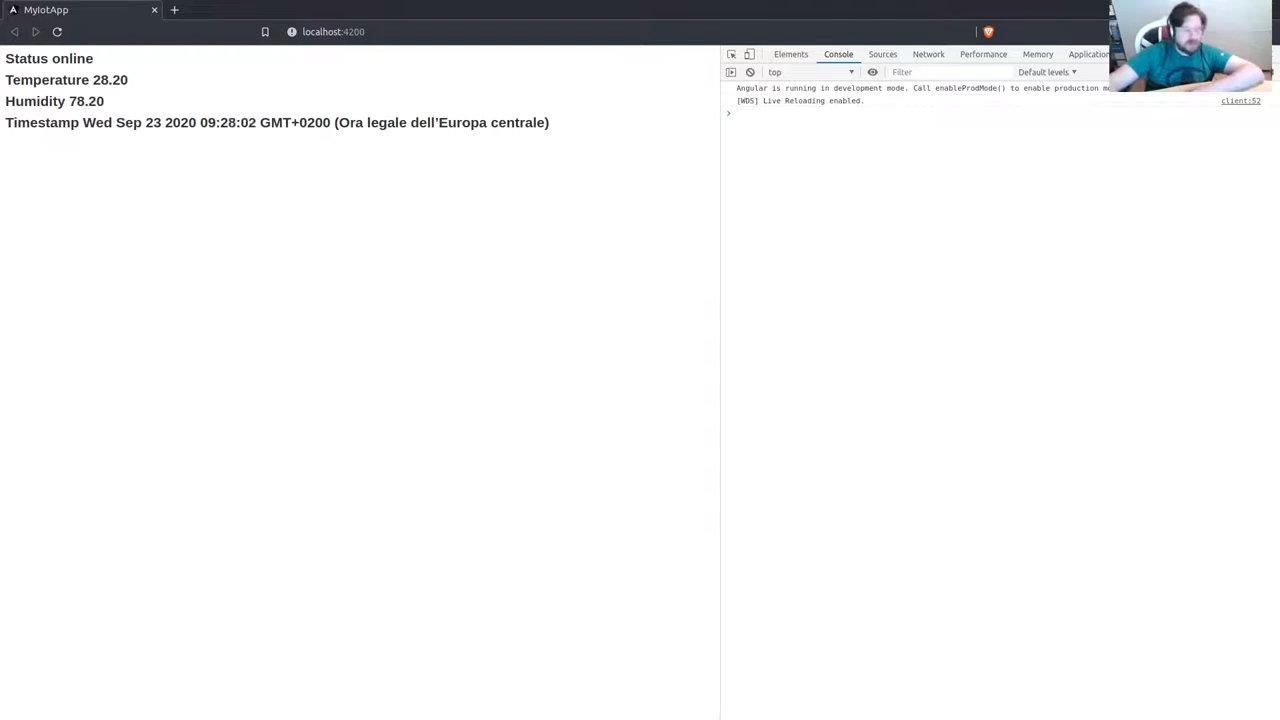 MyIotApp
localhost:4200
Status online
Temperature 28.20
Humidity 78.20
Timestamp Wed Sep 23 2020 09:28:02 GMT+0200 (Ora legale dell'Europa centrale)
Elements Console Sources Network Performance Memory Application
top Filter Default levels
Angular is running in development mode. Call enableProdMode() to enable production
[WDS] Live Reloading enabled. client:52